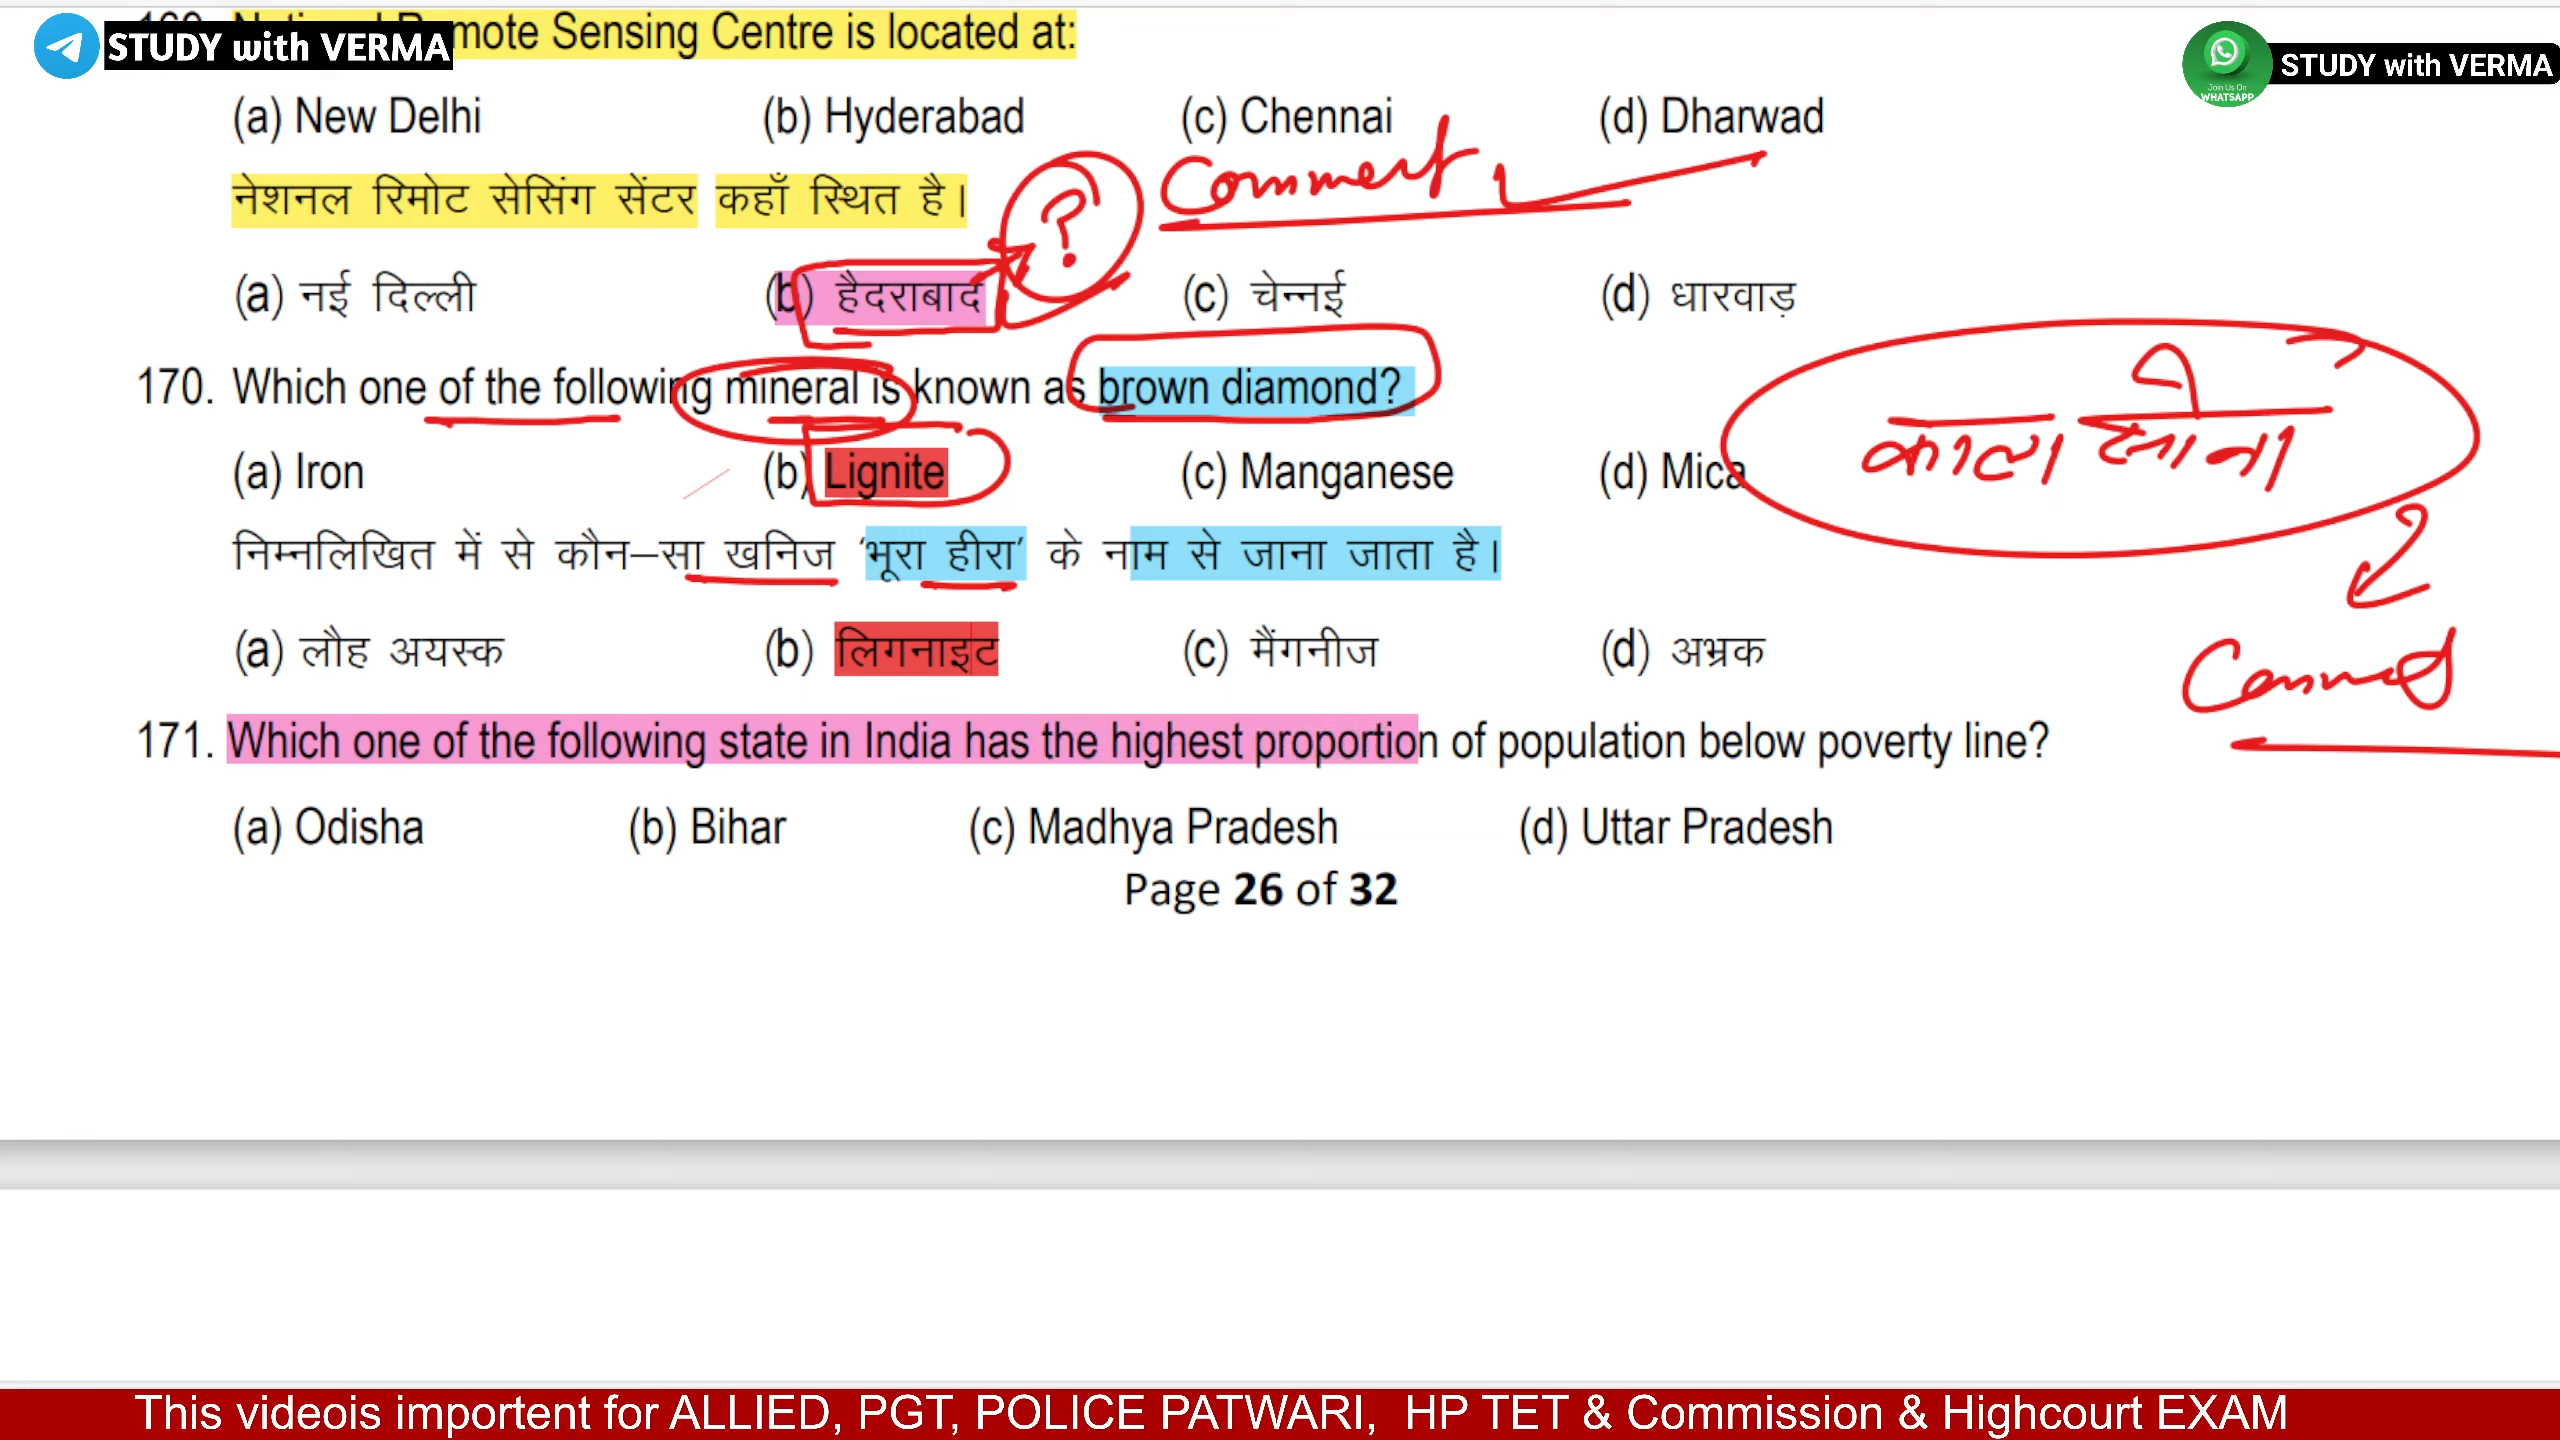 STUDY with VERMA
mote Sensing Centre is located at:
Join Us On
WHATSAPP
STUDY with VERMA
(a) New Delhi (b) Hyderabad (c) Chennai (d) Dharwad
Comment
नेशनल रिमोट सेसिंग सेंटर कहाँ स्थित है।
?
(a) नई दिल्ली (b) हैदराबाद (c) चेन्नई (d) धारवाड़
170. Which one of the following mineral is known as brown diamond?
काला सोना
(a) Iron (b) Lignite (c) Manganese (d) Mica
निम्नलिखित में से कौन–सा खनिज ‘भूरा हीरा’ के नाम से जाना जाता है।
(a) लौह अयस्क (b) लिगनाइट (c) मैंगनीज (d) अभ्रक
171. Which one of the following state in India has the highest proportion of population below poverty line?
(a) Odisha (b) Bihar (c) Madhya Pradesh (d) Uttar Pradesh
Page 26 of 32
This videois importent for ALLIED, PGT, POLICE PATWARI, HP TET & Commission & Highcourt EXAM